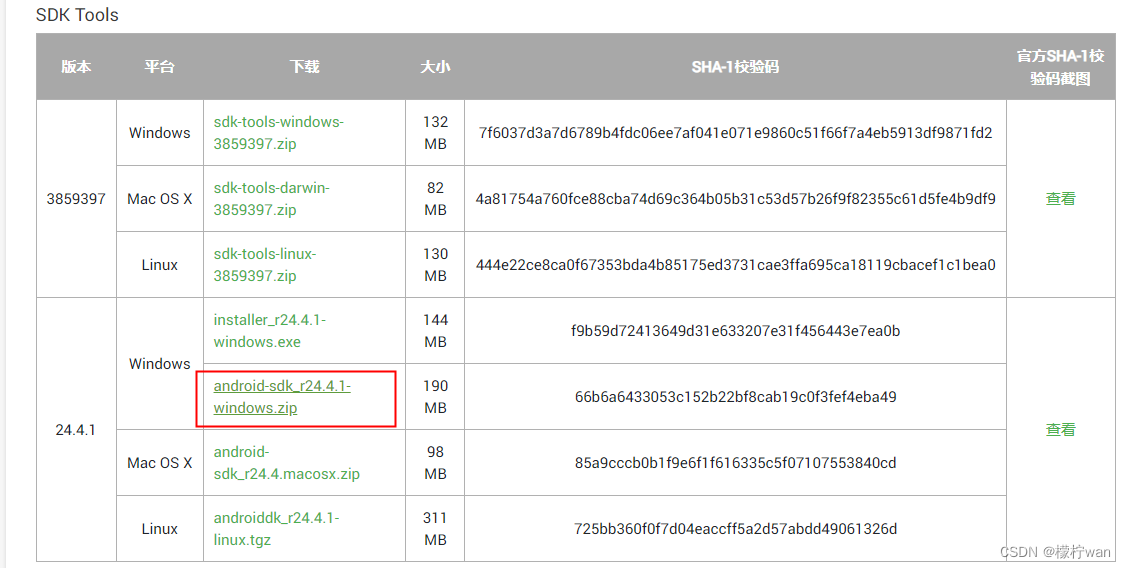 SDK Tools
版本 平台 下载 大小 SHA-1校验码 官方SHA-1校
验码截图
3859397
Windows
sdk-tools-windows-
3859397.zip
132
MB
7f6037d3a7d6789b4fdc06ee7af041e071e9860c51f66f7a4eb5913df9871fd2
查看
Mac OS X
sdk-tools-darwin-
3859397.zip
82
MB
4a81754a760fce88cba74d69c364b05b31c53d57b26f9f82355c61d5fe4b9df9
Linux
sdk-tools-linux-
3859397.zip
130
MB
444e22ce8ca0f67353bda4b85175ed3731cae3ffa695ca18119cbacef1c1bea0
24.4.1
Windows
installer_r24.4.1-
windows.exe
144
MB
f9b59d72413649d31e633207e31f456443e7ea0b
查看
android-sdk_r24.4.1-
windows.zip
190
MB
66b6a6433053c152b22bf8cab19c0f3fef4eba49
Mac OS X
android-
sdk_r24.4.macosx.zip
98
MB
85a9cccb0b1f9e6f1f616335c5f07107553840cd
Linux
androiddk_r24.4.1-
linux.tgz
311
MB
725bb360f0f7d04eaccff5a2d57abdd49061326d
CSDN @檬柠wan